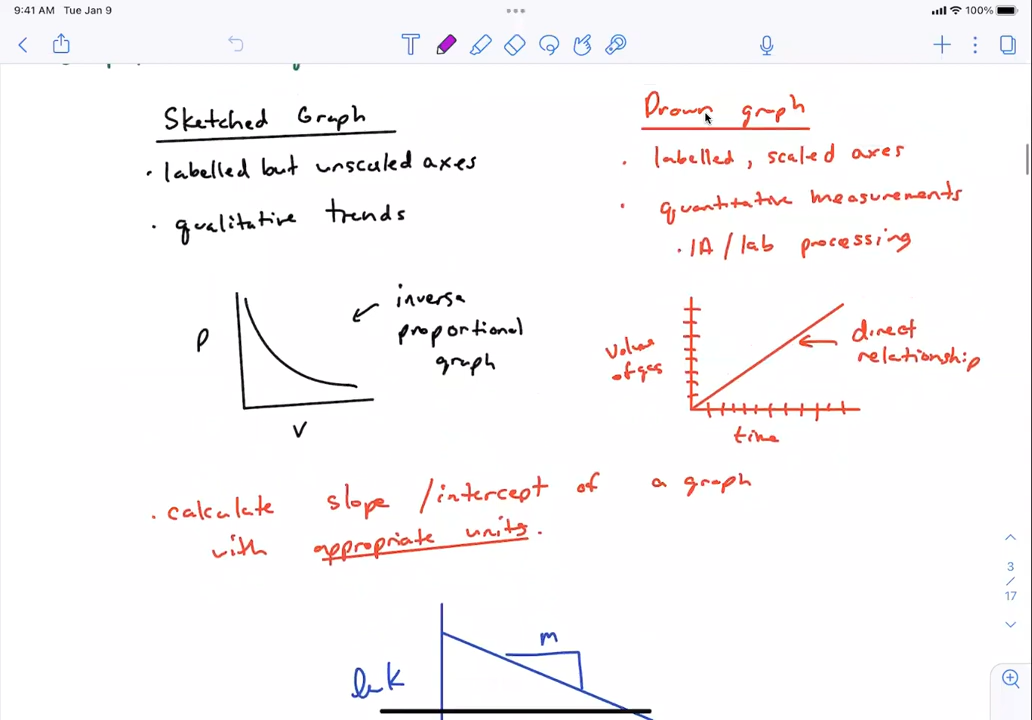 9:41 AM Tue Jan 9
100%
Sketched Graph
• labelled but unscaled axes
• qualitative trends
P
V
inverse
proportional
graph
Drawn graph
• labelled, scaled axes
• quantitative measurements
• IA / lab processing
Volume
of gas
time
direct
relationship
• calculate slope / intercept of a graph
with appropriate units.
ln k
m
3
/
17